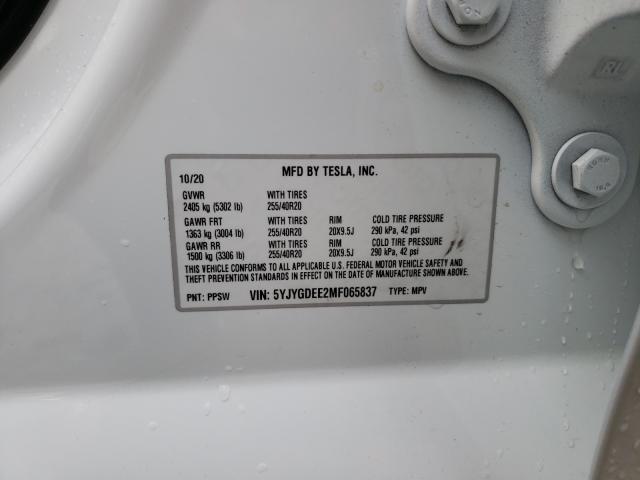 10/20 MFD BY TESLA, INC.
GVWR WITH TIRES
2405 kg (5302 lb) 255/40R20
GAWR FRT WITH TIRES RIM COLD TIRE PRESSURE
1363 kg (3004 lb) 255/40R20 20X9.5J 290 kPa, 42 psi
GAWR RR WITH TIRES RIM COLD TIRE PRESSURE
1500 kg (3306 lb) 255/40R20 20X9.5J 290 kPa, 42 psi
THIS VEHICLE CONFORMS TO ALL APPLICABLE U.S. FEDERAL MOTOR VEHICLE SAFETY AND
THEFT PREVENTION STANDARDS IN EFFECT ON THE DATE OF MANUFACTURE SHOWN ABOVE.
PNT: PPSW VIN: 5YJYGDEE2MF065837 TYPE: MPV
RL